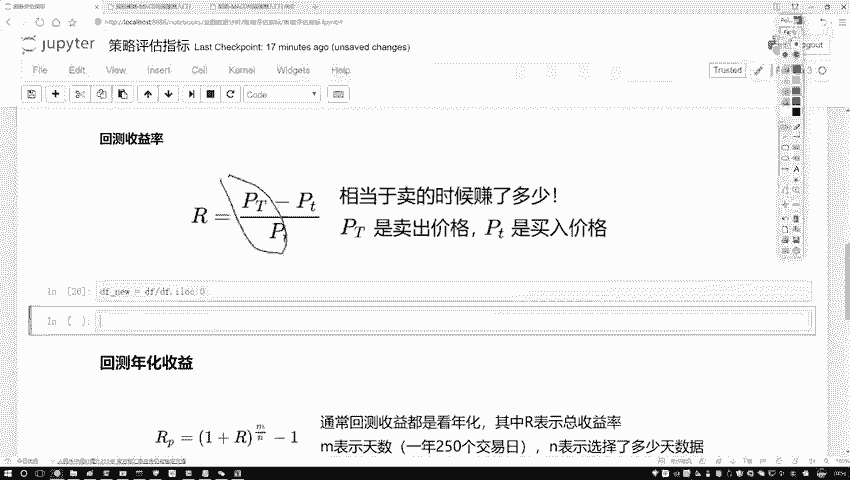 jupyter 策略评估指标 Last Checkpoint: 17 minutes ago (unsaved changes)
http://localhost:8888/notebooks/
File Edit View Insert Cell Kernel Widgets Help
Trusted
Code
回测收益率
R = (P_T − P_t) / P_t
相当于卖的时候赚了多少！
P_T 是卖出价格，P_t 是买入价格
In [20]: df_new = df/df.iloc[0]
In [ ]:
回测年化收益
R_p = (1 + R)^(m/n) − 1
通常回测收益都是看年化，其中R表示总收益率
m表示天数（一年250个交易日），n表示选择了多少天数据